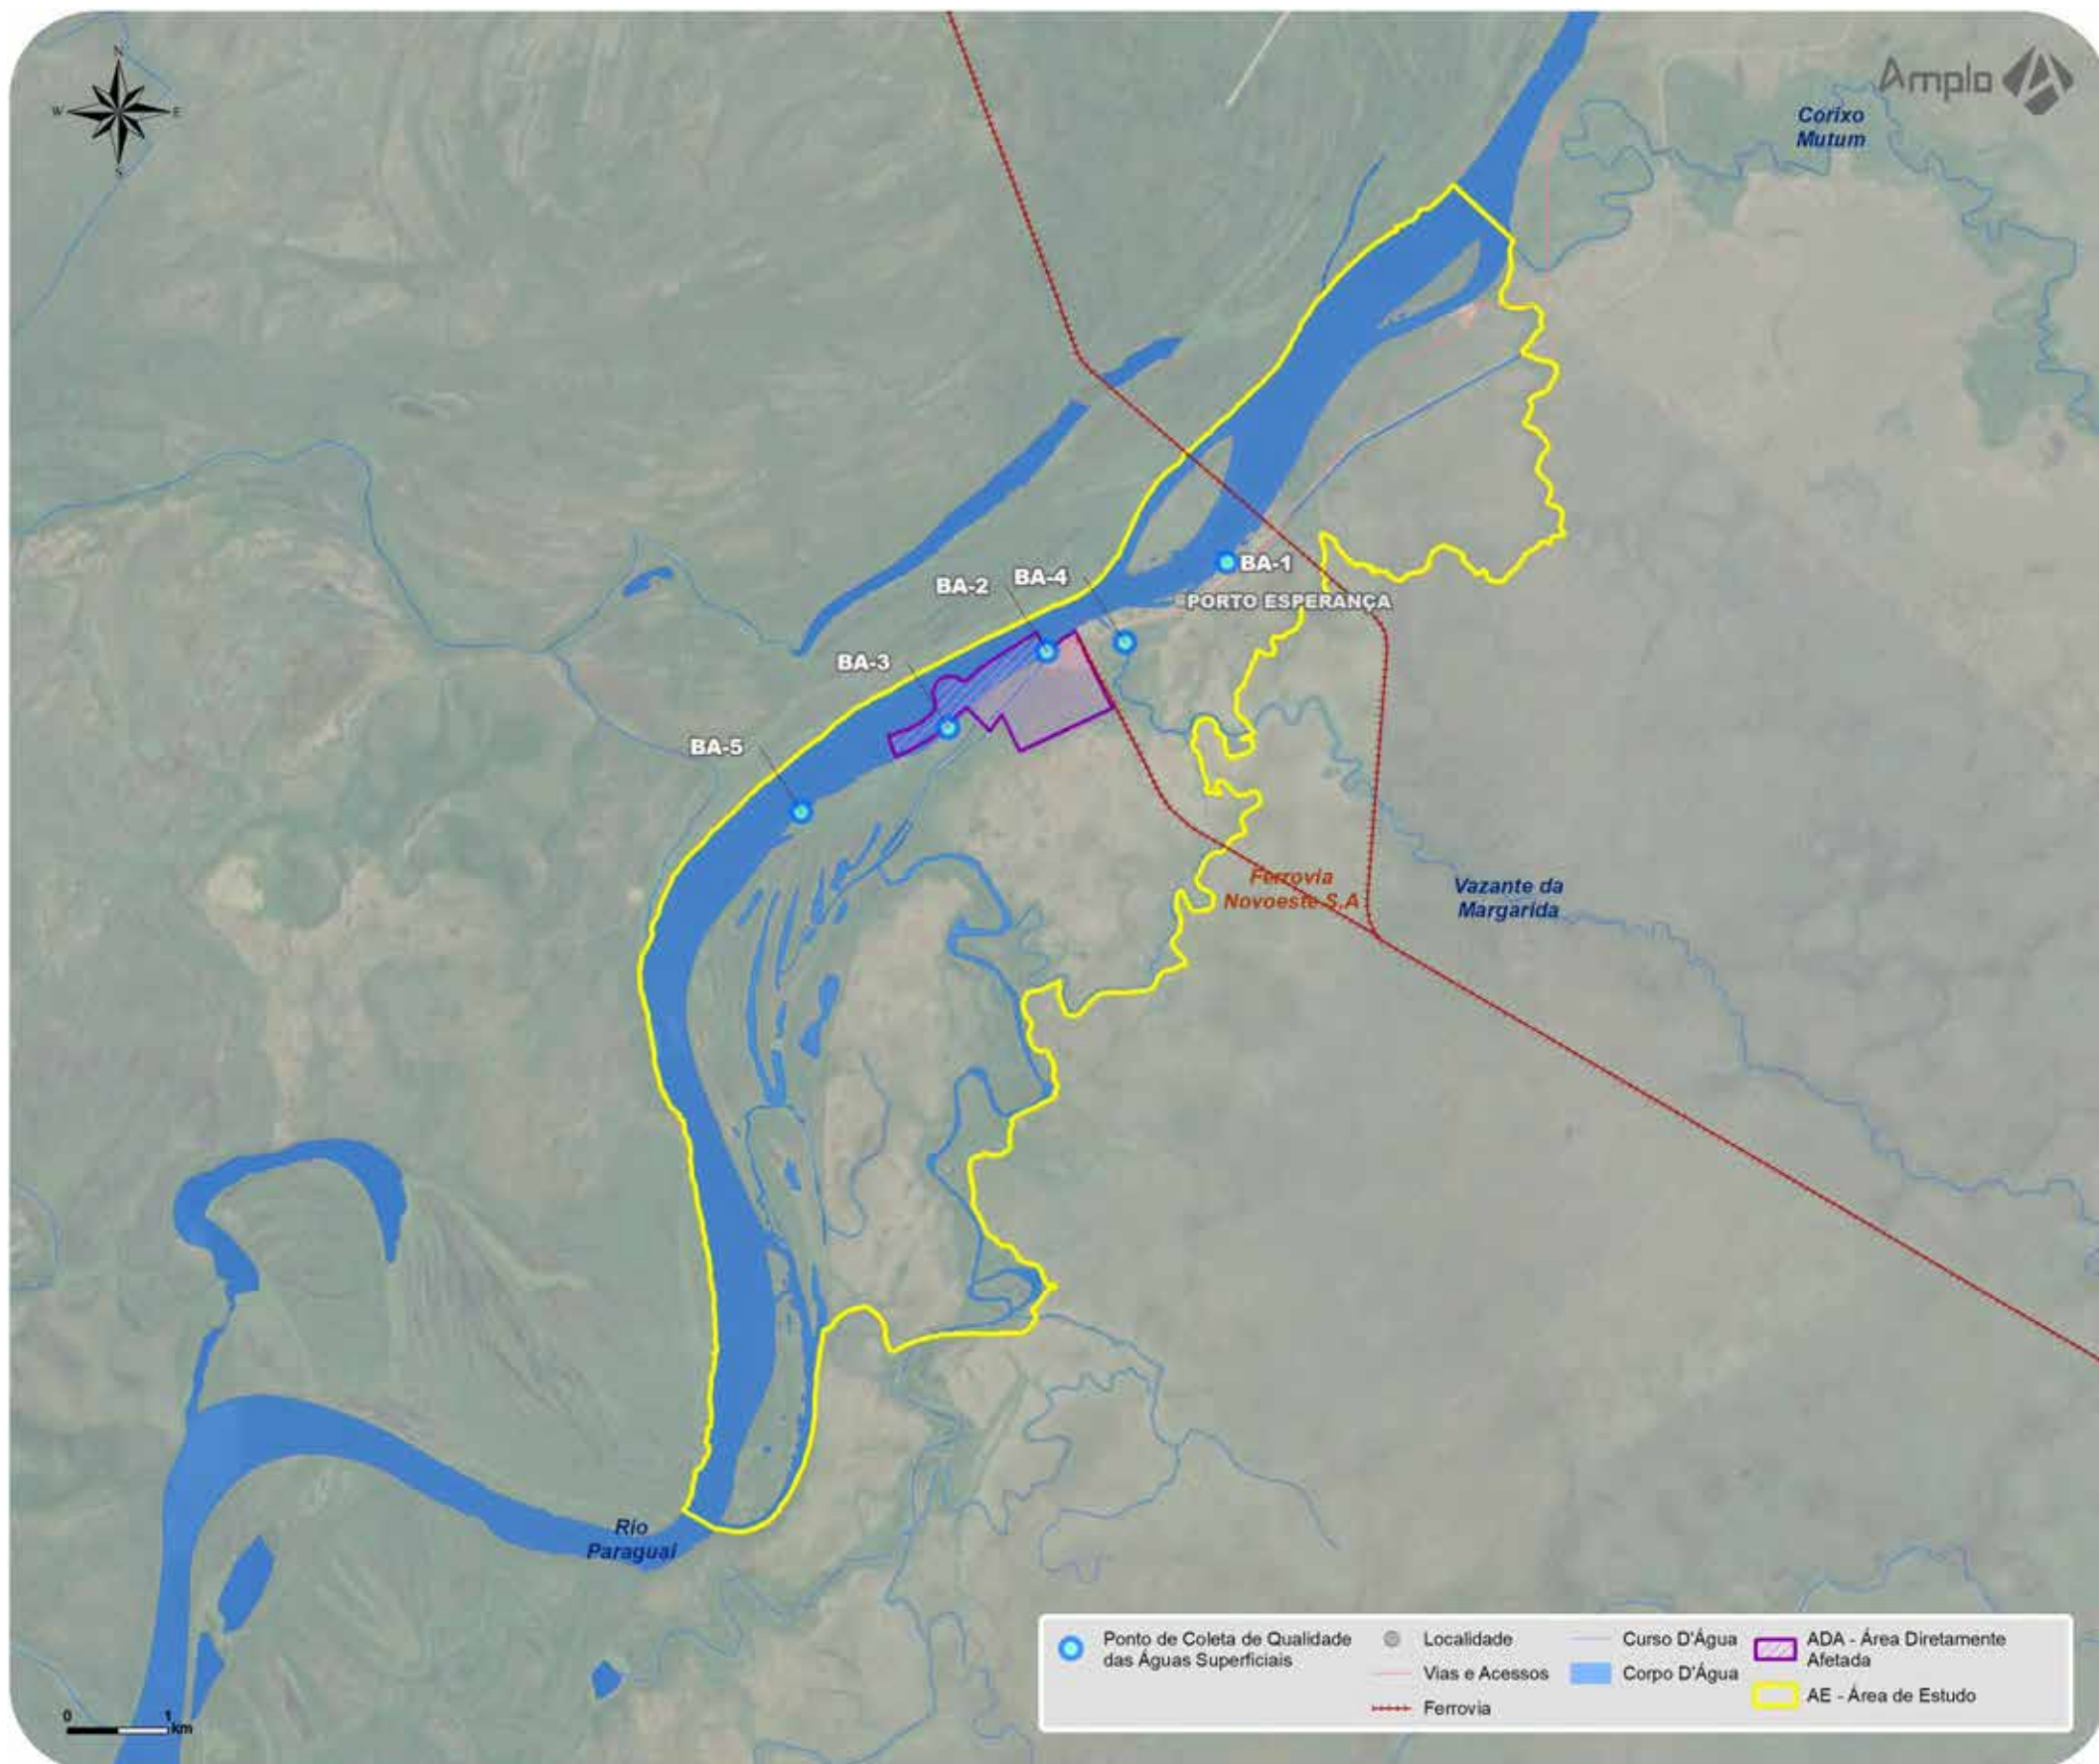 N
W
E
S
Amplo
Corixo
Mutum
BA-1
BA-2
BA-4
PORTO ESPERANÇA
BA-3
BA-5
Ferrovia
Novoeste S.A
Vazante da
Margarida
Rio
Paraguai
0
1
km
Ponto de Coleta de Qualidade
das Águas Superficiais
Localidade
Vias e Acessos
Ferrovia
Curso D'Água
Corpo D'Água
ADA - Área Diretamente
Afetada
AE - Área de Estudo